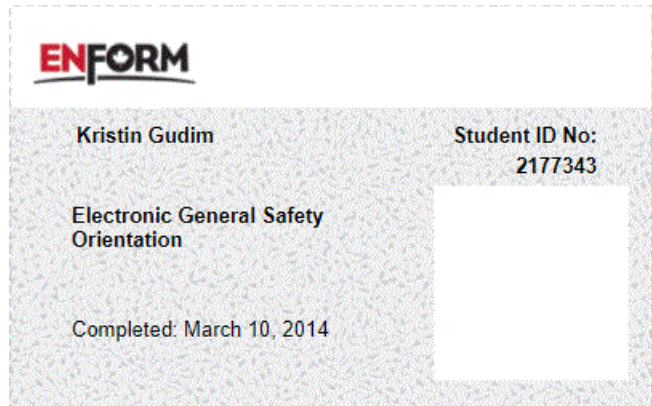 ENFORM
Kristin Gudim
Student ID No:
2177343
Electronic General Safety
Orientation
Completed: March 10, 2014